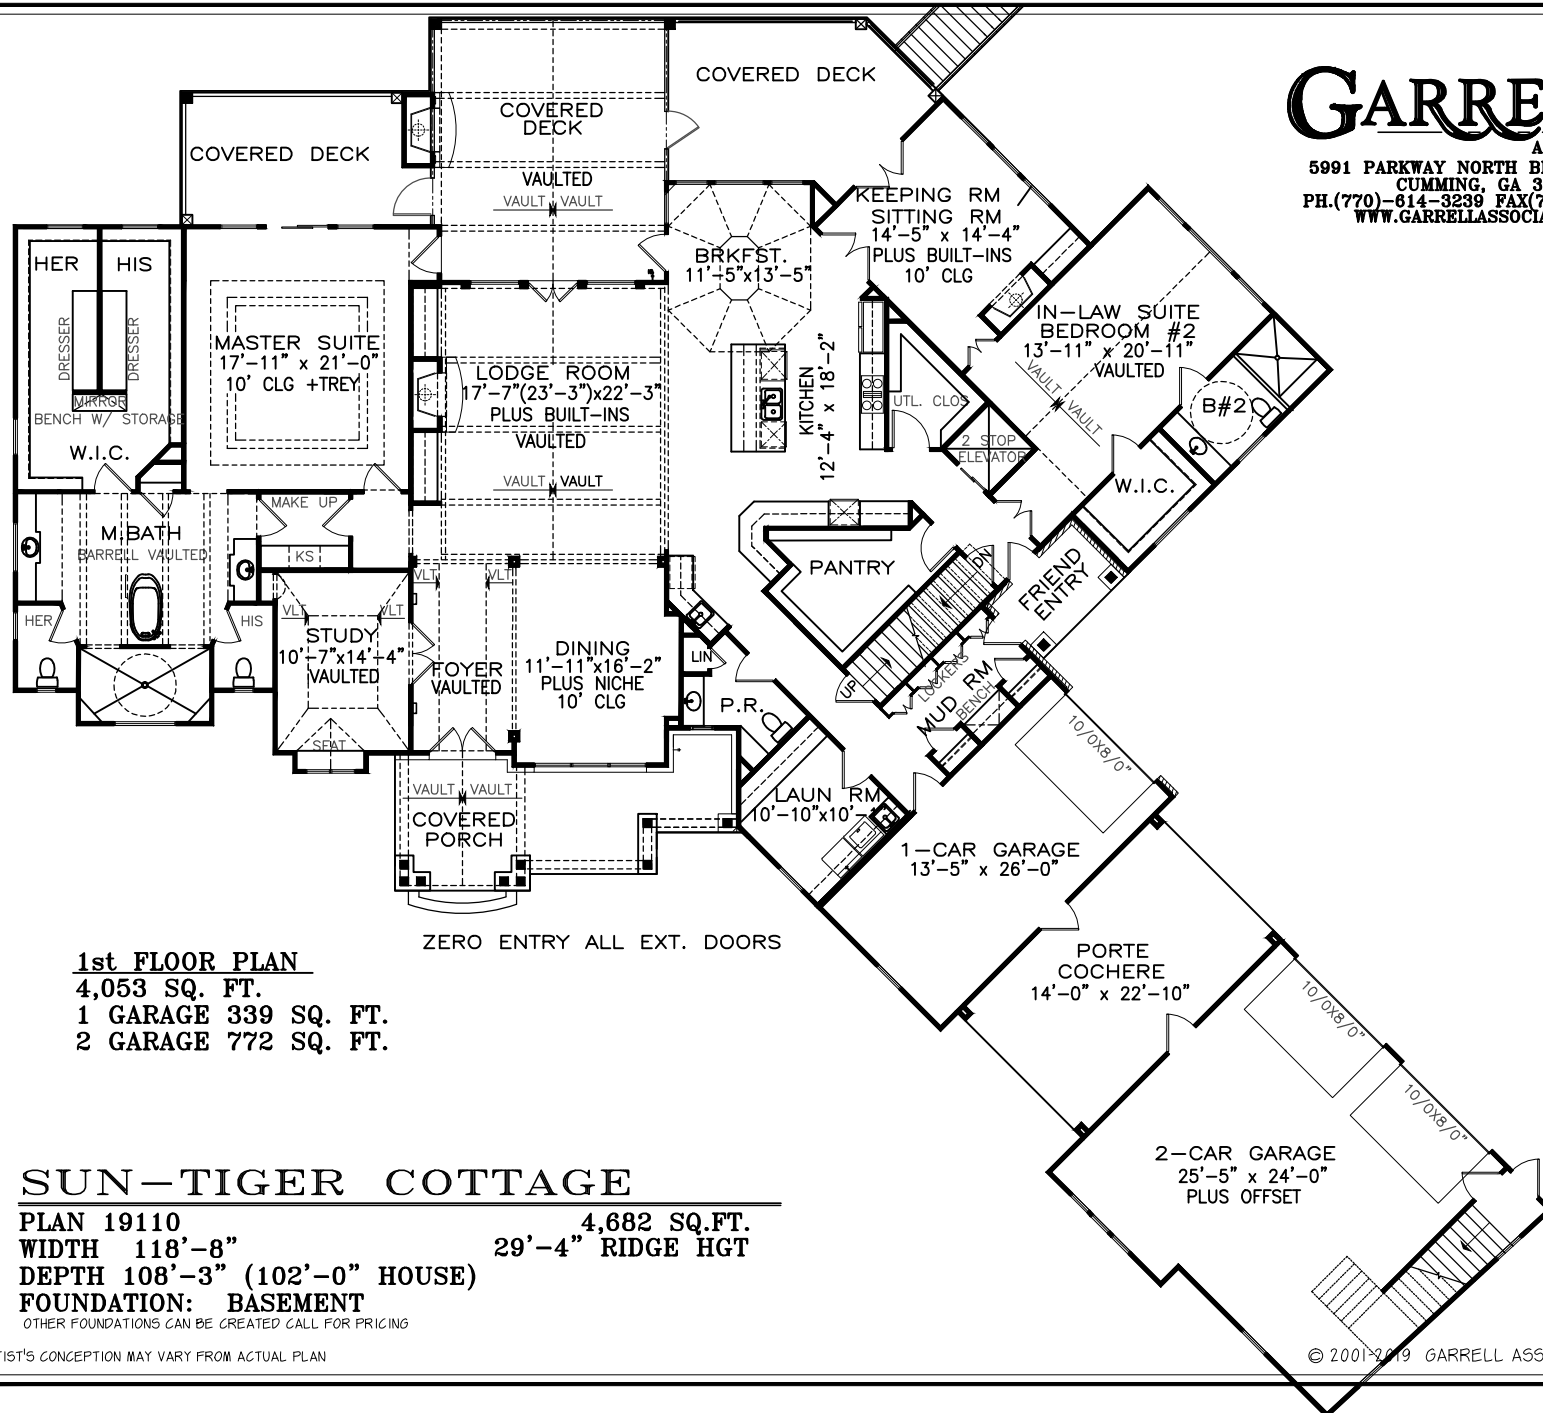 COVERED DECK
COVERED DECK
VAULTED
VAULT VAULT
COVERED DECK
GARRE
5991 PARKWAY NORTH
CUMMING, GA
PH.(770)-614-3239 FAX(7
WWW.GARRELLASSOCIA
KEEPING RM
SITTING RM
14'-5" x 14'-4"
PLUS BUILT-INS
10' CLG
BRKFST.
11'-5"x13'-5"
HER
HIS
DRESSER
DRESSER
MIRROR
BENCH W/ STORAGE
W.I.C.
MASTER SUITE
17'-11" x 21'-0"
10' CLG +TREY
LODGE ROOM
17'-7"(23'-3")x22'-3"
PLUS BUILT-INS
VAULTED
VAULT VAULT
KITCHEN
12'-4" x 18'-2"
UTL. CLOS
2 STOP
ELEVATOR
IN-LAW SUITE
BEDROOM #2
13'-11" x 20'-11"
VAULTED
VAULT VAULT
B#2
W.I.C.
MAKE UP
KS
M.BATH
BARRELL VAULTED
HER
HIS
VLT VLT
STUDY
10'-7"x14'-4"
VAULTED
SEAT
VLT VLT
FOYER
VAULTED
DINING
11'-11"x16'-2"
PLUS NICHE
10' CLG
LIN
P.R.
PANTRY
DN
UP
FRIEND
ENTRY
LOCKERS
MUD RM
BENCH
VAULT VAULT
COVERED
PORCH
LAUN RM
10'-10"x10'-
10/0X8/0"
1-CAR GARAGE
13'-5" x 26'-0"
ZERO ENTRY ALL EXT. DOORS
PORTE
COCHERE
14'-0" x 22'-10"
10/0X8/0"
10/0X8/0"
2-CAR GARAGE
25'-5" x 24'-0"
PLUS OFFSET
1st FLOOR PLAN
4,053 SQ. FT.
1 GARAGE 339 SQ. FT.
2 GARAGE 772 SQ. FT.
SUN-TIGER COTTAGE
PLAN 19110 4,682 SQ.FT.
WIDTH 118'-8" 29'-4" RIDGE HGT
DEPTH 108'-3" (102'-0" HOUSE)
FOUNDATION: BASEMENT
OTHER FOUNDATIONS CAN BE CREATED CALL FOR PRICING
TIST'S CONCEPTION MAY VARY FROM ACTUAL PLAN
© 2001-2019 GARRELL ASS